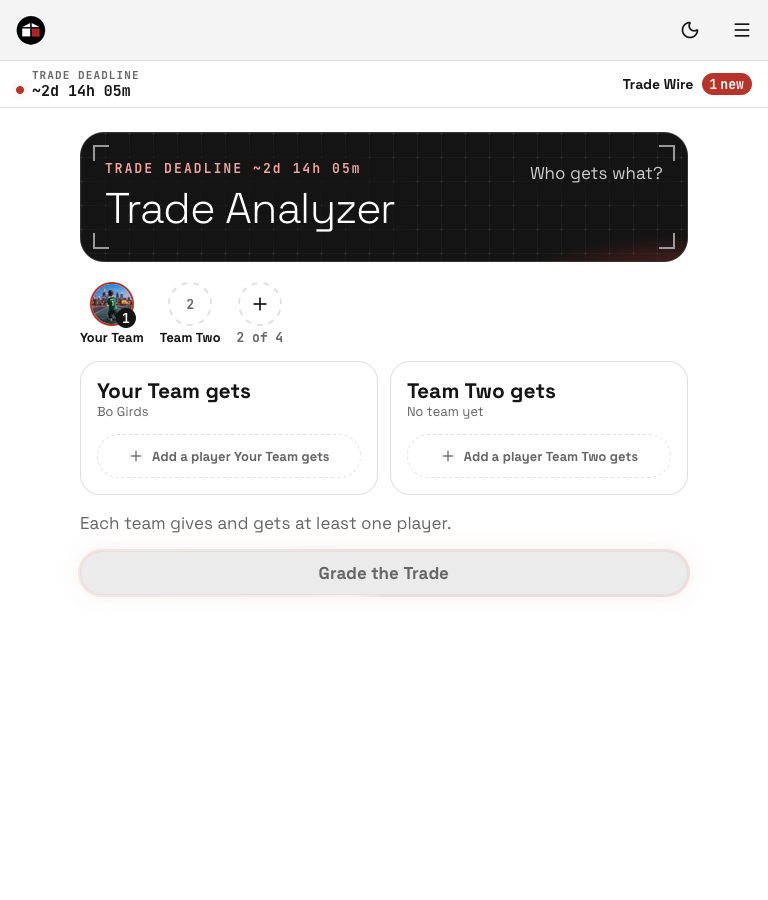 TRADE DEADLINE
~2d 14h 05m
Trade Wire
1 new
TRADE DEADLINE ~2d 14h 05m
Who gets what?
Trade Analyzer
1
2
Your Team
Team Two
2 of 4
Your Team gets
Bo Girds
Add a player Your Team gets
Team Two gets
No team yet
Add a player Team Two gets
Each team gives and gets at least one player.
Grade the Trade